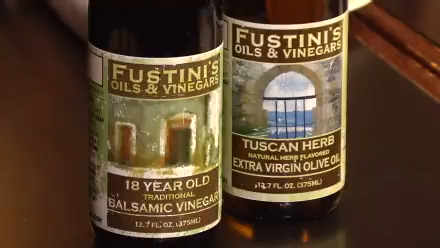 FUSTINI'S
OILS & VINEGARS
18 YEAR OLD
TRADITIONAL
BALSAMIC VINEGAR
12.7 FL. OZ. (375ML)
FUSTINI'S
OILS & VINEGARS
TUSCAN HERB
NATURAL HERB FLAVORED
EXTRA VIRGIN OLIVE OIL
12.7 FL. OZ. (375ML)